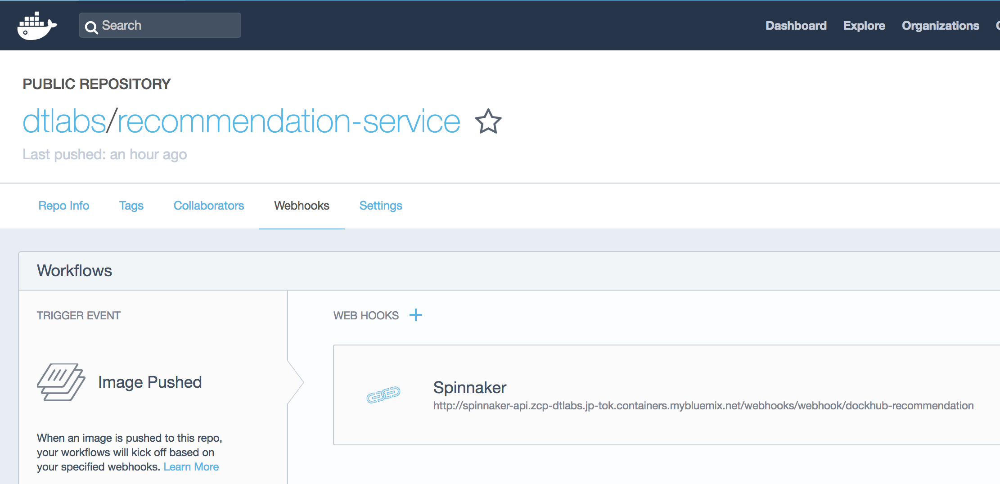 Search
Dashboard Explore Organizations
PUBLIC REPOSITORY
dtlabs/recommendation-service
Last pushed: an hour ago
Repo Info Tags Collaborators Webhooks Settings
Workflows
TRIGGER EVENT
WEB HOOKS
Image Pushed
Spinnaker
http://spinnaker-api.zcp-dtlabs.jp-tok.containers.mybluemix.net/webhooks/webhook/dockhub-recommendation
When an image is pushed to this repo,
your workflows will kick off based on
your specified webhooks. Learn More